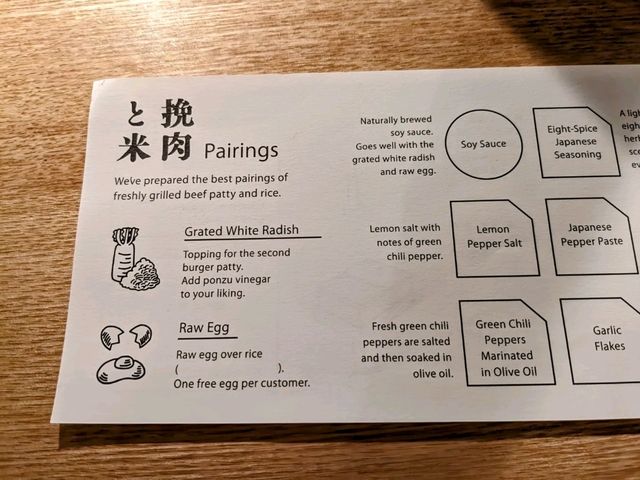 挽肉
と米
Pairings
We've prepared the best pairings of
freshly grilled beef patty and rice.
Grated White Radish
Topping for the second
burger patty.
Add ponzu vinegar
to your liking.
Raw Egg
Raw egg over rice
( ).
One free egg per customer.
Naturally brewed
soy sauce.
Goes well with the
grated white radish
and raw egg.
Soy Sauce
Eight-Spice
Japanese
Seasoning
A
Lemon salt with
notes of green
chili pepper.
Lemon
Pepper Salt
Japanese
Pepper Paste
Fresh green chili
peppers are salted
and then soaked in
olive oil.
Green Chili
Peppers
Marinated
in Olive Oil
Garlic
Flakes